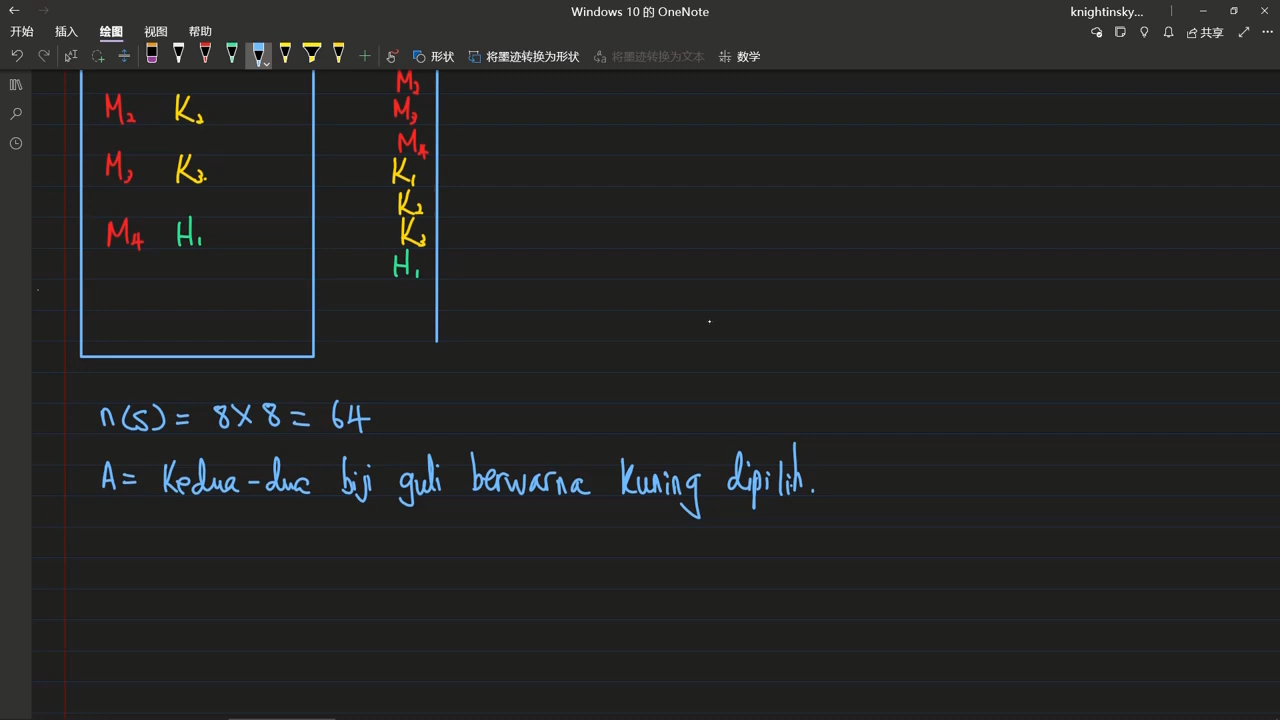 Windows 10 的 OneNote
knightinsky...
开始 插入 绘图 视图 帮助
共享
形状 将墨迹转换为形状 将墨迹转换为文本 数学
M₂
M₂ K₂ M₃
M₄
M₃ K₃. K₁
K₂
M₄ H₁ K₃
H₁
n(S) = 8×8 = 64
A = Kedua-dua biji guli berwarna kuning dipilih.